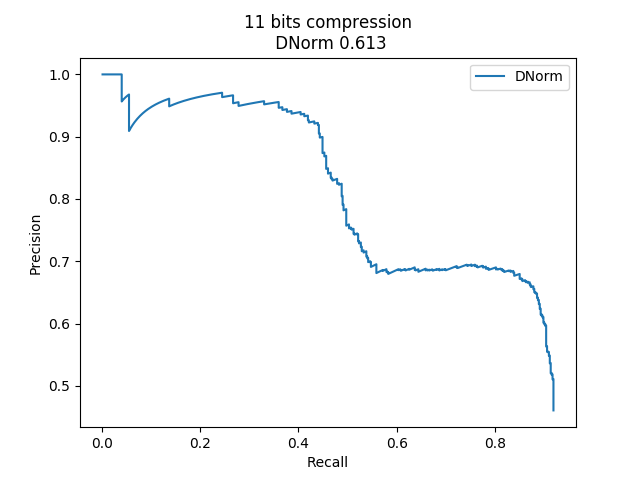 11 bits compression
DNorm 0.613
DNorm
1.0
0.9
0.8
0.7
0.6
0.5
Precision
0.0 0.2 0.4 0.6 0.8
Recall